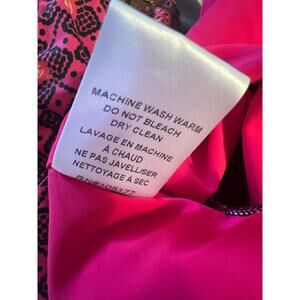 MACHINE WASH WARM
DO NOT BLEACH
DRY CLEAN
LAVAGE EN MACHINE
À CHAUD
NE PAS JAVELLISER
NETTOYAGE À SEC